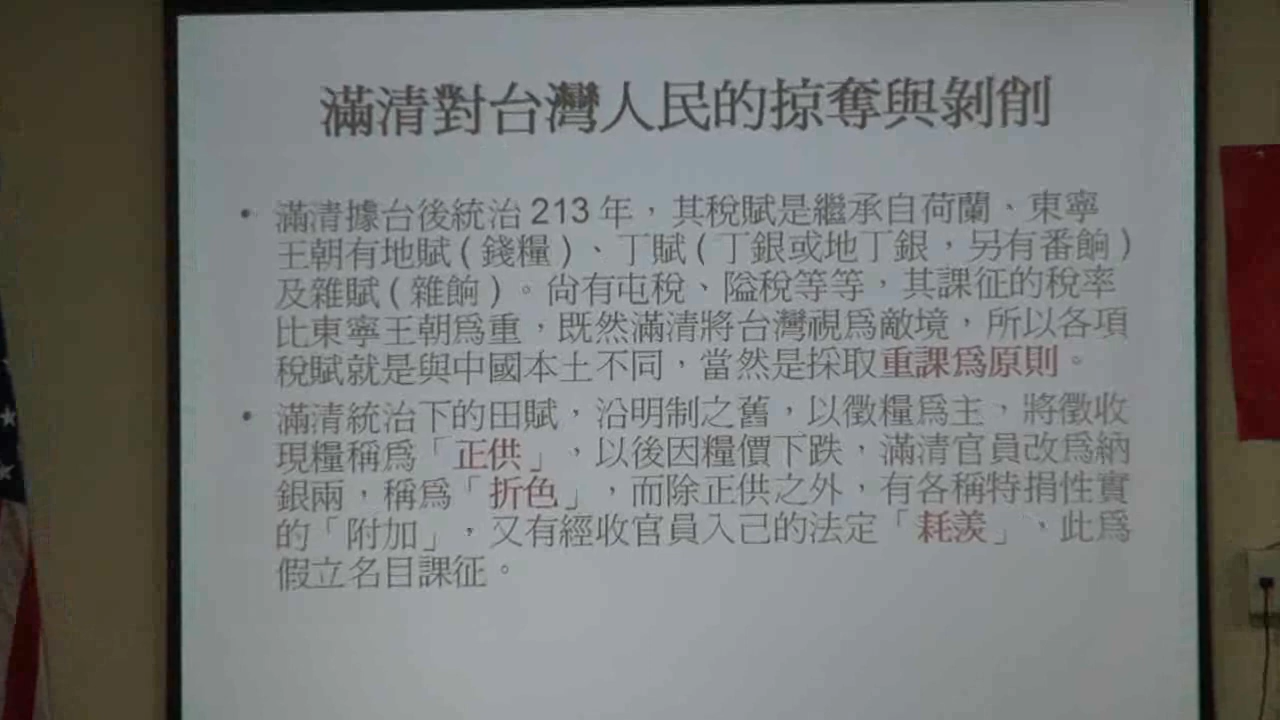 滿清對台灣人民的掠奪與剝削
• 滿清據台後統治 213 年，其稅賦是繼承自荷蘭、東寧
王朝有地賦 ( 錢糧 ) 、丁賦 ( 丁銀或地丁銀，另有番餉 )
及雜賦 ( 雜餉 ) 。尚有屯稅、隘稅等等，其課征的稅率
比東寧王朝為重，既然滿清將台灣視為敵境，所以各項
稅賦就是與中國本土不同，當然是採取重課為原則。
• 滿清統治下的田賦，沿明制之舊，以徵糧為主，將徵收
現糧稱為「正供」，以後因糧價下跌，滿清官員改為納
銀兩，稱為「折色」，而除正供之外，有各稱特捐性實
的「附加」，又有經收官員入己的法定「耗羨」，此為
假立名目課征。